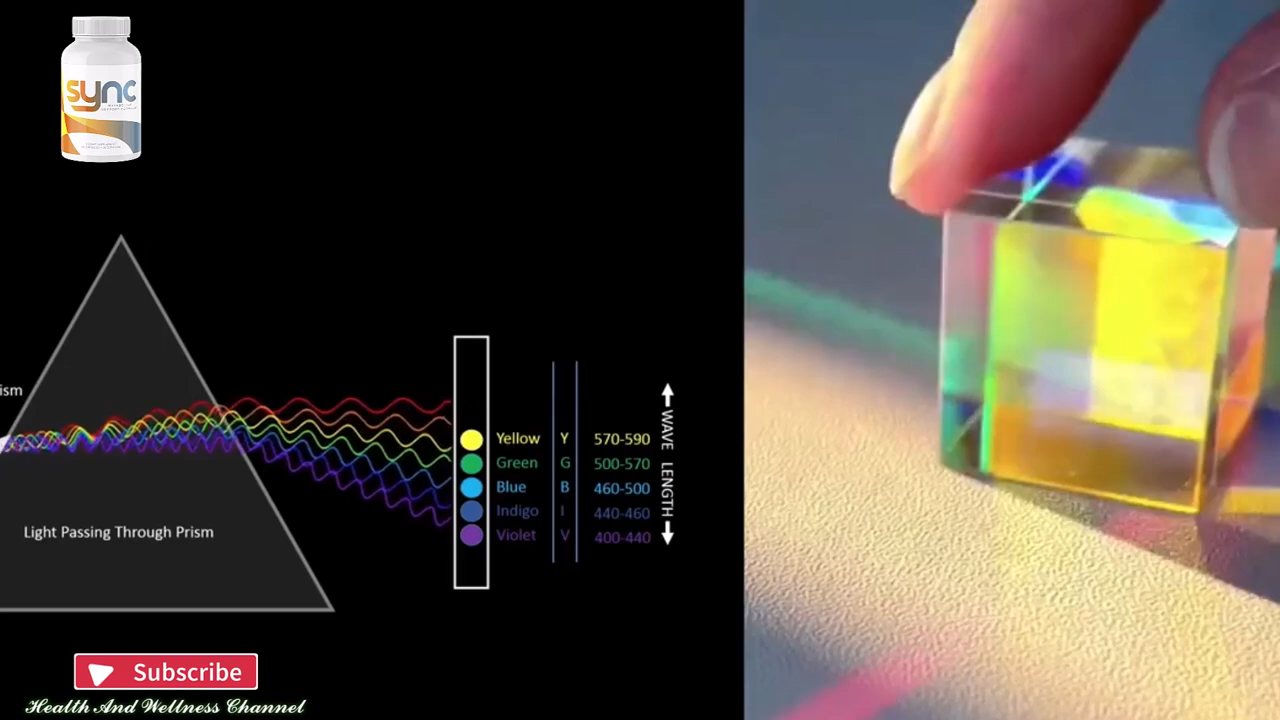 sync
ism
Yellow Y 570-590
Green G 500-570
Blue B 460-500
Indigo I 440-460
Violet V 400-440
WAVE LENGTH
Light Passing Through Prism
Subscribe
Health And Wellness Channel